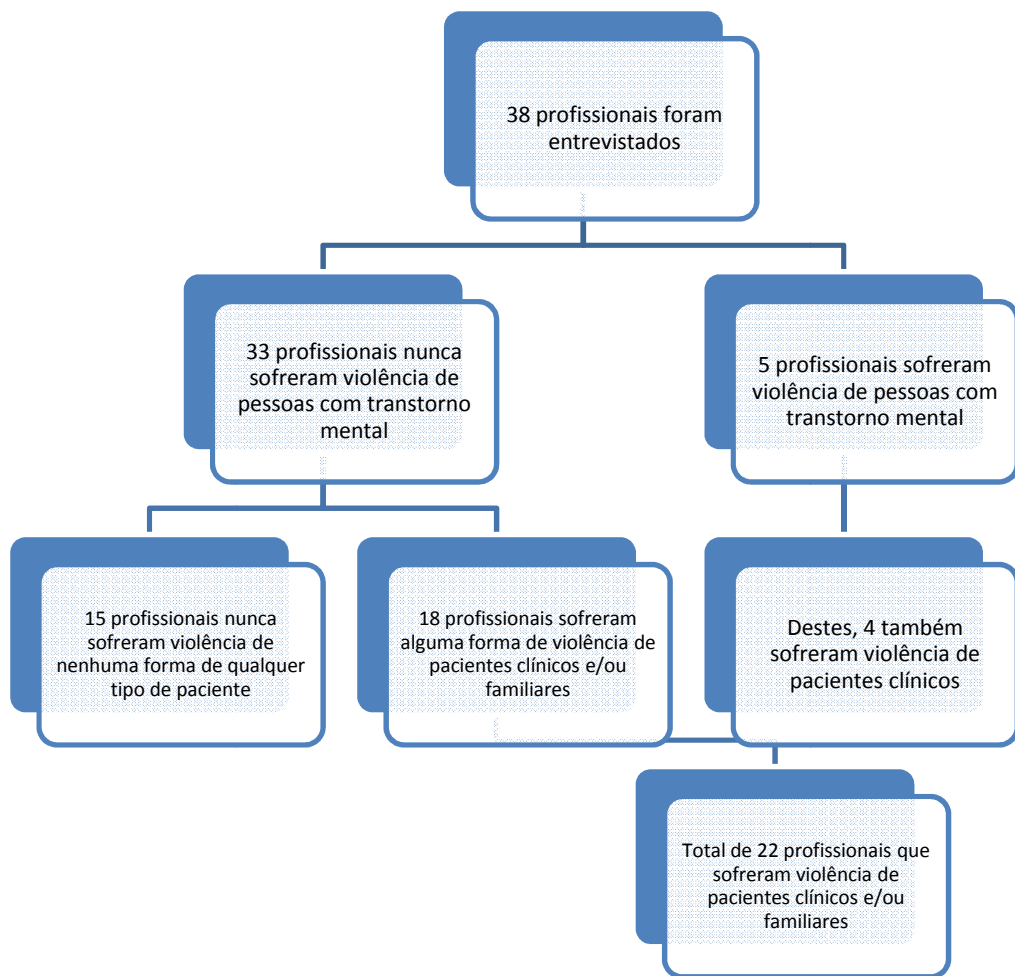 38 profissionais foram
entrevistados
33 profissionais nunca
sofreram violência de
pessoas com transtorno
mental
5 profissionais sofreram
violência de pessoas com
transtorno mental
15 profissionais nunca
sofreram violência de
nenhuma forma de qualquer
tipo de paciente
18 profissionais sofreram
alguma forma de violência de
pacientes clínicos e/ou
familiares
Destes, 4 também
sofreram violência de
pacientes clínicos
Total de 22 profissionais que
sofreram violência de
pacientes clínicos e/ou
familiares